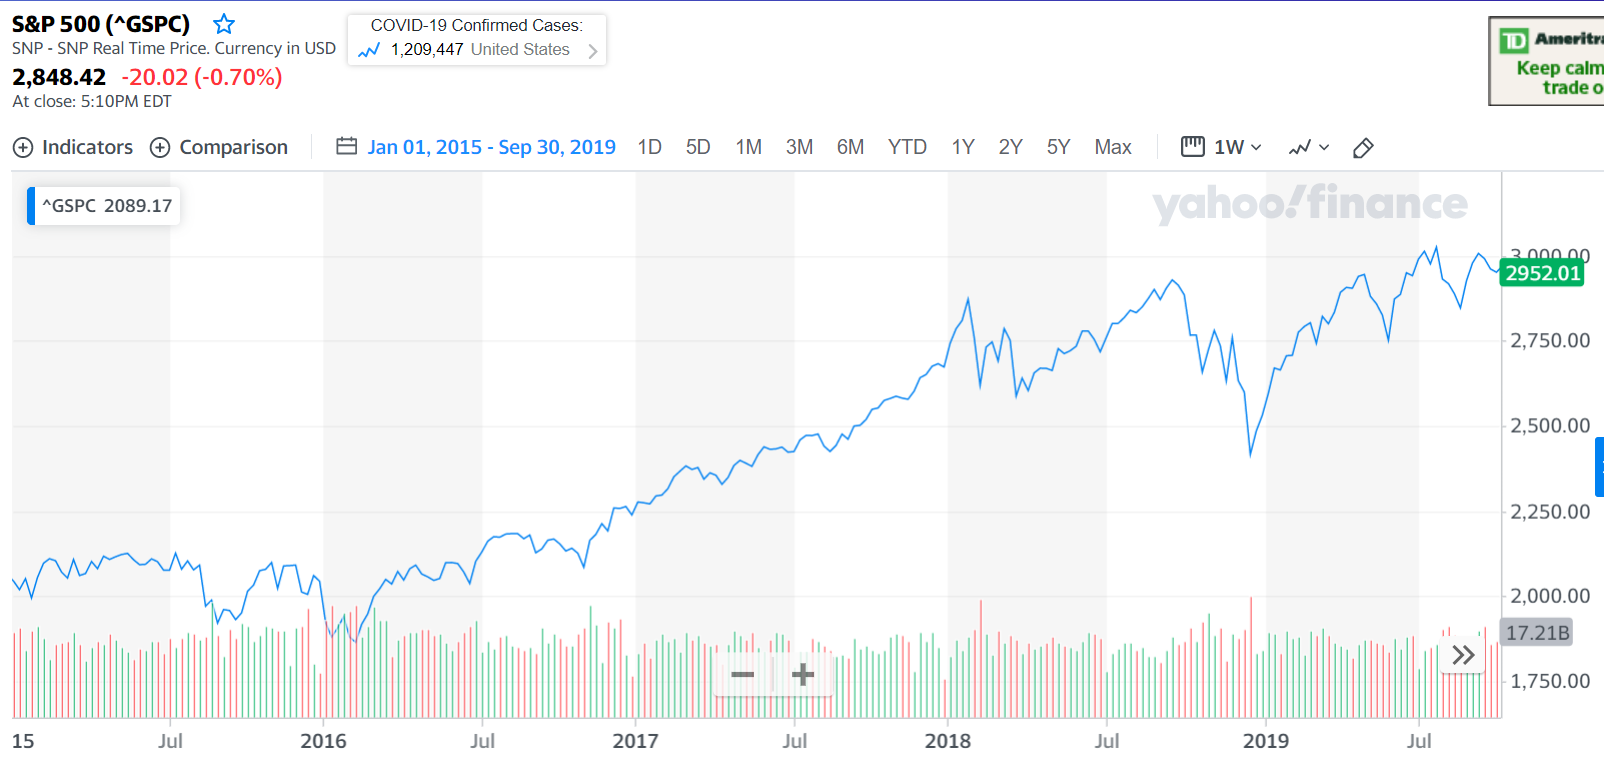 S&P 500 (^GSPC)
SNP - SNP Real Time Price. Currency in USD
2,848.42 -20.02 (-0.70%)
At close: 5:10PM EDT
COVID-19 Confirmed Cases:
1,209,447 United States
TD Ameritra
Keep calm
trade o
Indicators Comparison Jan 01, 2015 - Sep 30, 2019 1D 5D 1M 3M 6M YTD 1Y 2Y 5Y Max 1W
^GSPC 2089.17
yahoo!finance
3,000.00
2952.01
2,750.00
2,500.00
2,250.00
2,000.00
17.21B
1,750.00
15 Jul 2016 Jul 2017 Jul 2018 Jul 2019 Jul